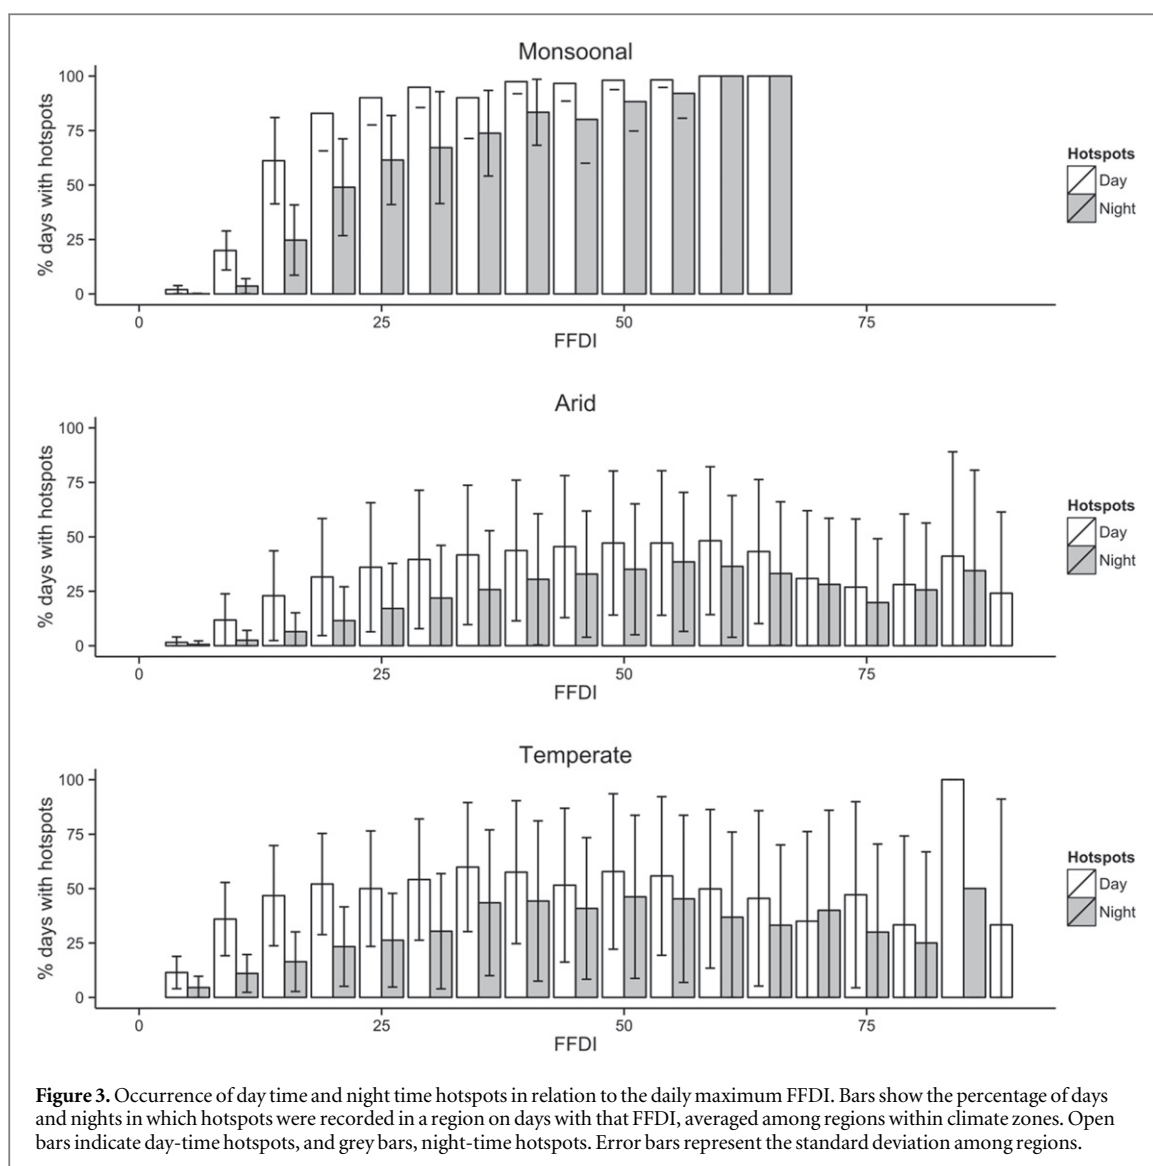 Monsoonal
100
75
50
25
0
% days with hotspots
0
25
50
75
FFDI
Hotspots
Day
Night
Arid
100
75
50
25
0
% days with hotspots
0
25
50
75
FFDI
Hotspots
Day
Night
Temperate
100
75
50
25
0
% days with hotspots
0
25
50
75
FFDI
Hotspots
Day
Night
Figure 3. Occurrence of day time and night time hotspots in relation to the daily maximum FFDI. Bars show the percentage of days
and nights in which hotspots were recorded in a region on days with that FFDI, averaged among regions within climate zones. Open
bars indicate day-time hotspots, and grey bars, night-time hotspots. Error bars represent the standard deviation among regions.